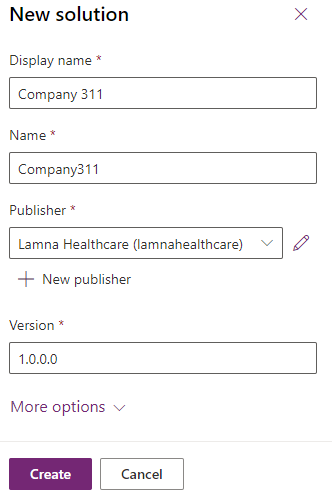 New solution
Display name *
Company 311
Name *
Company311
Publisher *
Lamna Healthcare (lamnahealthcare)
New publisher
Version *
1.0.0.0
More options
Create Cancel